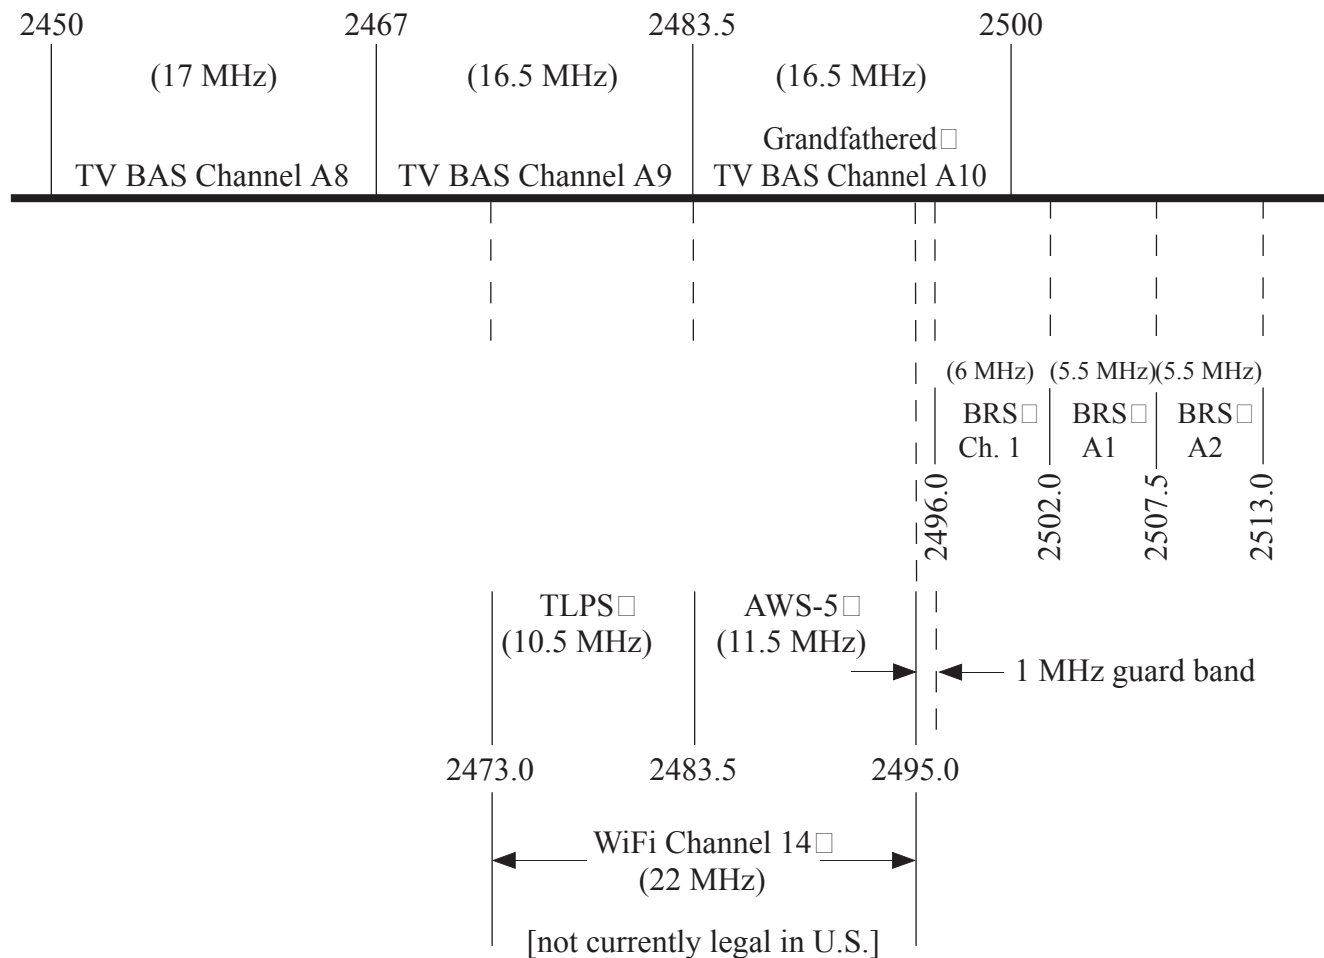 2450 2467 2483.5 2500
(17 MHz) (16.5 MHz) (16.5 MHz)
Grandfathered□
TV BAS Channel A8 TV BAS Channel A9 TV BAS Channel A10
(6 MHz) (5.5 MHz) (5.5 MHz)
BRS□ BRS□ BRS□
Ch. 1 A1 A2
2496.0 2502.0 2507.5 2513.0
TLPS□ AWS-5□
(10.5 MHz) (11.5 MHz)
1 MHz guard band
2473.0 2483.5 2495.0
WiFi Channel 14□
(22 MHz)
[not currently legal in U.S.]